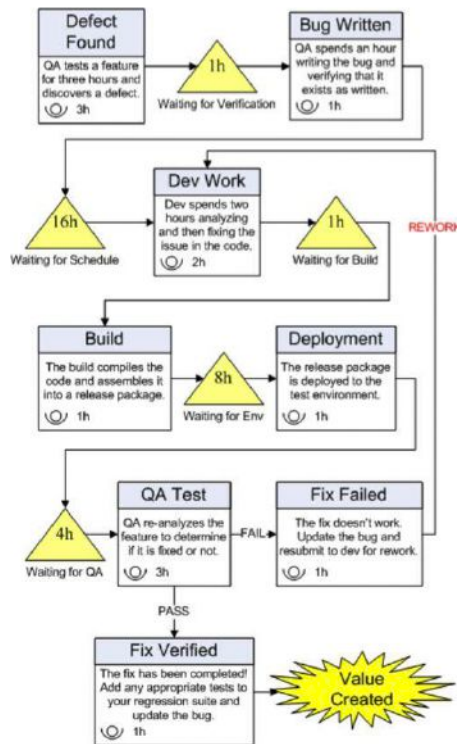 Defect
Found
QA tests a feature
for three hours and
discovers a defect.
3h
1h
Waiting for Verification
Bug Written
QA spends an hour
writing the bug and
verifying that it
exists as written.
1h
16h
Waiting for Schedule
Dev Work
Dev spends two
hours analyzing
and then fixing the
issue in the code.
2h
1h
Waiting for Build
REWORK
Build
The build compiles the
code and assembles it
into a release package.
1h
8h
Waiting for Env
Deployment
The release package
is deployed to the
test environment.
1h
4h
Waiting for QA
QA Test
QA re-analyzes the
feature to determine
if it is fixed or not.
3h
FAIL
Fix Failed
The fix doesn't work.
Update the bug and
resubmit to dev for rework.
1h
PASS
Fix Verified
The fix has been completed!
Add any appropriate tests to
your regression suite and
update the bug.
1h
Value
Created